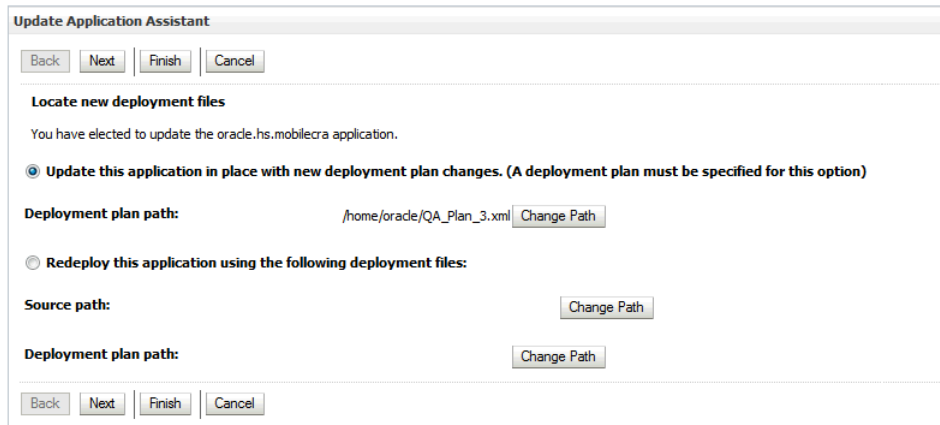 Update Application Assistant
Back Next Finish Cancel
Locate new deployment files
You have elected to update the oracle.hs.mobilecra application.
Update this application in place with new deployment plan changes. (A deployment plan must be specified for this option)
Deployment plan path: /home/oracle/QA_Plan_3.xml Change Path
Redeploy this application using the following deployment files:
Source path: Change Path
Deployment plan path: Change Path
Back Next Finish Cancel